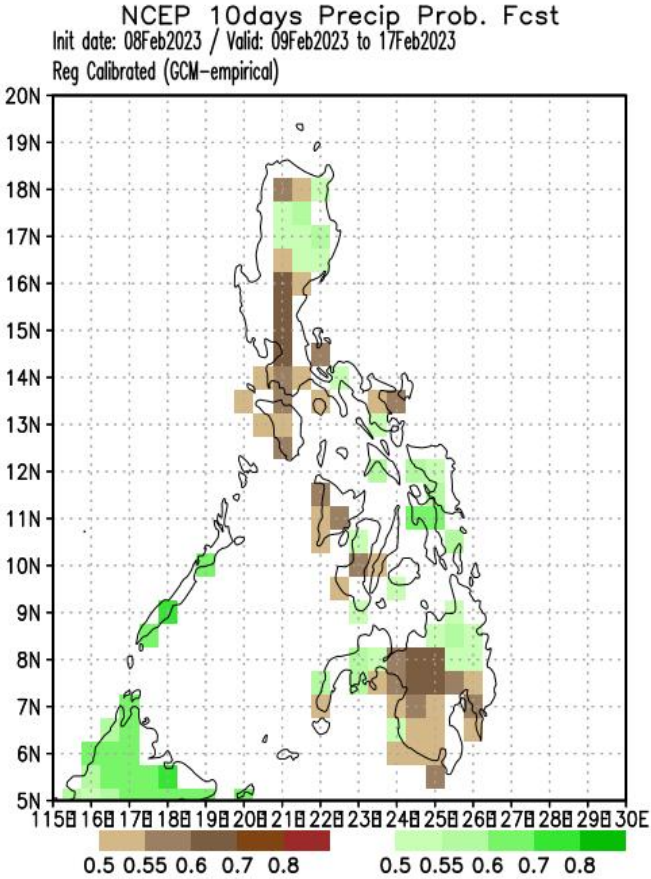 NCEP 10days Precip Prob. Fcst
Init date: 08Feb2023 / Valid: 09Feb2023 to 17Feb2023
Reg Calibrated (GCM-empirical)
20N
19N
18N
17N
16N
15N
14N
13N
12N
11N
10N
9N
8N
7N
6N
5N
115E 116E 117E 118E 119E 120E 121E 122E 123E 124E 125E 126E 127E 128E 129E 130E
0.5 0.55 0.6 0.7 0.8 0.5 0.55 0.6 0.7 0.8